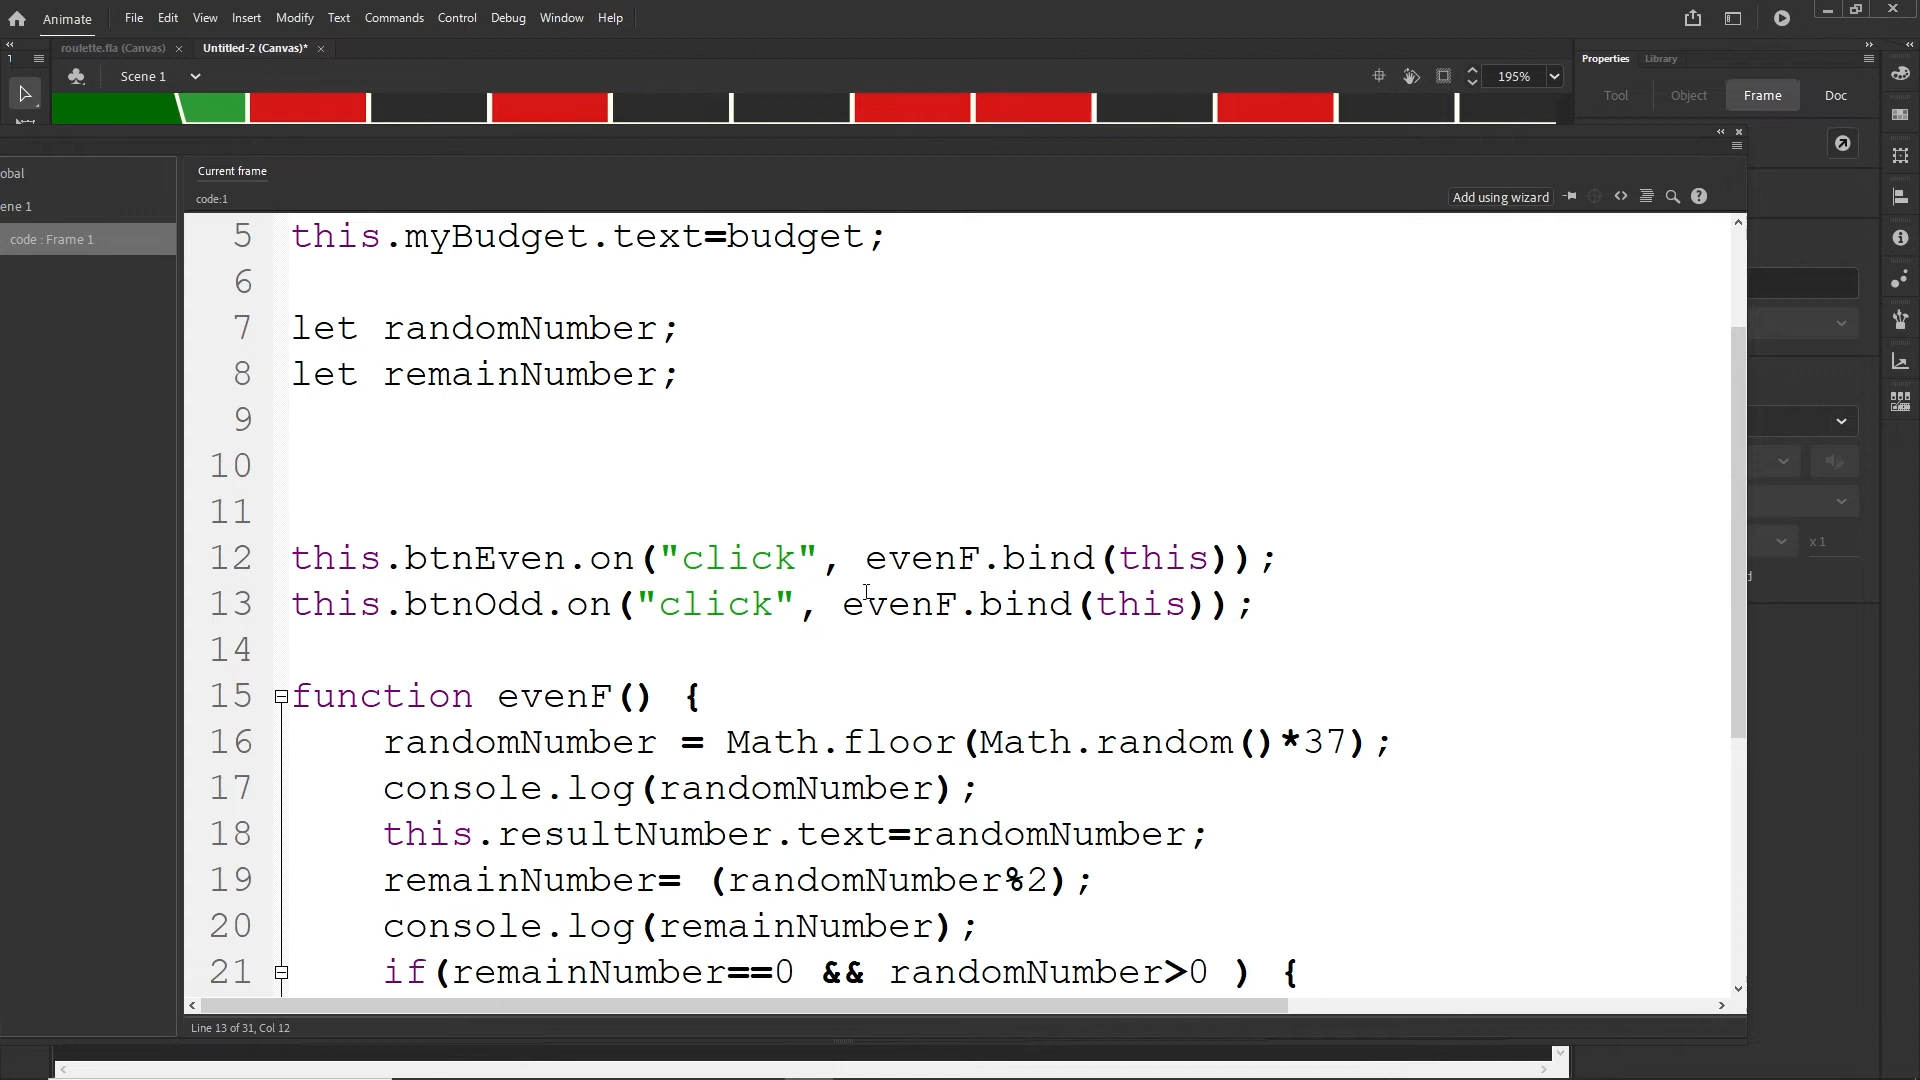 Animate File Edit View Insert Modify Text Commands Control Debug Window Help
roulette.fla (Canvas) × Untitled-2 (Canvas)* ×
Scene 1 195%
Properties Library
Tool Object Frame Doc
Current frame
code:1 Add using wizard
obal
ene 1
code : Frame 1
5 this.myBudget.text=budget;
6
7 let randomNumber;
8 let remainNumber;
9
10
11
12 this.btnEven.on("click", evenF.bind(this));
13 this.btnOdd.on("click", evenF.bind(this));
14
15 function evenF() {
16 randomNumber = Math.floor(Math.random()*37);
17 console.log(randomNumber);
18 this.resultNumber.text=randomNumber;
19 remainNumber= (randomNumber%2);
20 console.log(remainNumber);
21 if(remainNumber==0 && randomNumber>0 ) {
x 1
Line 13 of 31, Col 12